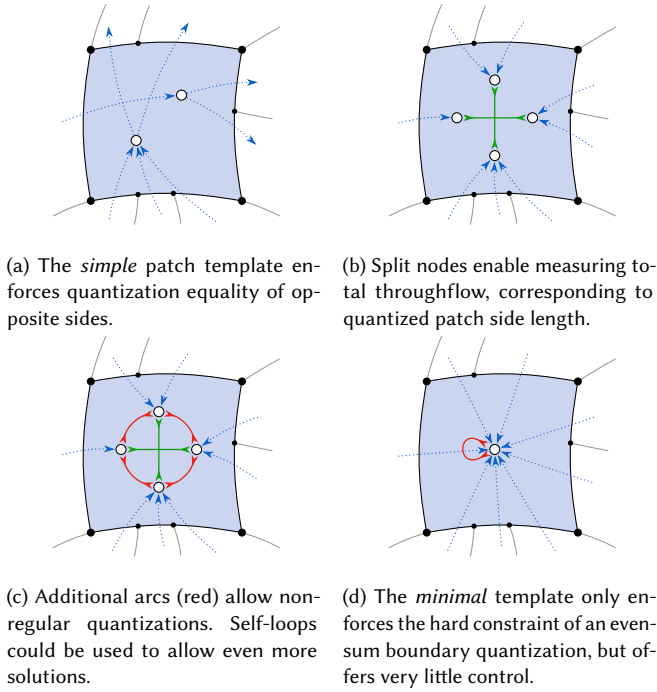 (a) The simple patch template en-
forces quantization equality of op-
posite sides.
(b) Split nodes enable measuring to-
tal throughflow, corresponding to
quantized patch side length.
(c) Additional arcs (red) allow non-
regular quantizations. Self-loops
could be used to allow even more
solutions.
(d) The minimal template only en-
forces the hard constraint of an even-
sum boundary quantization, but of-
fers very little control.